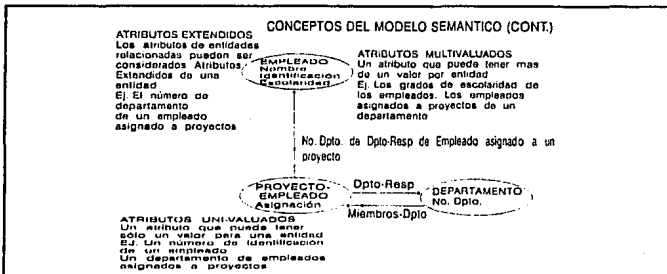 CONCEPTOS DEL MODELO SEMANTICO (CONT.)
ATRIBUTOS EXTENDIDOS
Los atributos de entidades
relacionadas pueden ser
considerados Atributos
Extendidos de una
entidad
Ej. El número de
departamento
de un empleado
asignado a proyectos
EMPLEADO
Nombre
Identificación
Escolaridad
ATRIBUTOS MULTIVALUADOS
Un atributo que puede tener mas
de un valor por entidad
Ej. Los grados de escolaridad de
los empleados. Los empleados
asignados a proyectos de un
departamento
No. Dpto. de Dpto-Resp de Empleado asignado a un
proyecto
PROYECTO-
EMPLEADO
Asignación
Dpto-Resp
Miembros-Dpto
DEPARTAMENTO
No. Dpto.
ATRIBUTOS UNI-VALUADOS
Un atributo que puede tener
sólo un valor para una entidad
EJ. Un número de identificación
de un empleado
Un departamento de empleados
asignados a proyectos